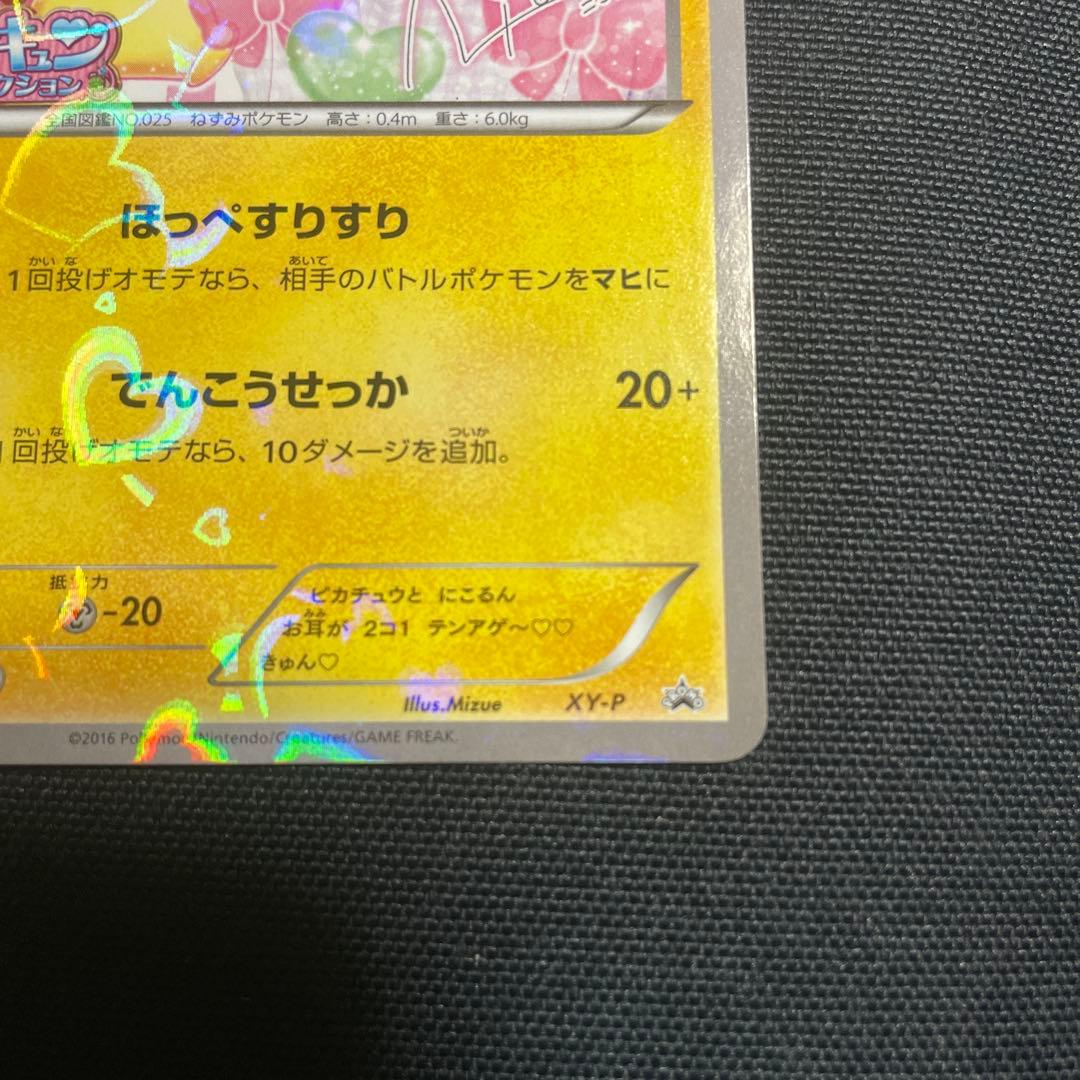 キュン
クション
全国図鑑NO.025 ねずみポケモン 高さ：0.4m 重さ：6.0kg
ほっぺすりすり
1回投げオモテなら、相手のバトルポケモンをマヒに
でんこうせっか 20+
1回投げオモテなら、10ダメージを追加。
抵抗力
-20
ピカチュウと にこるん
お耳が 2コ1 テンアゲ〜♡♡
きゅん♡
Illus.Mizue XY-P
©2016 Pokémon/Nintendo/Creatures/GAME FREAK.